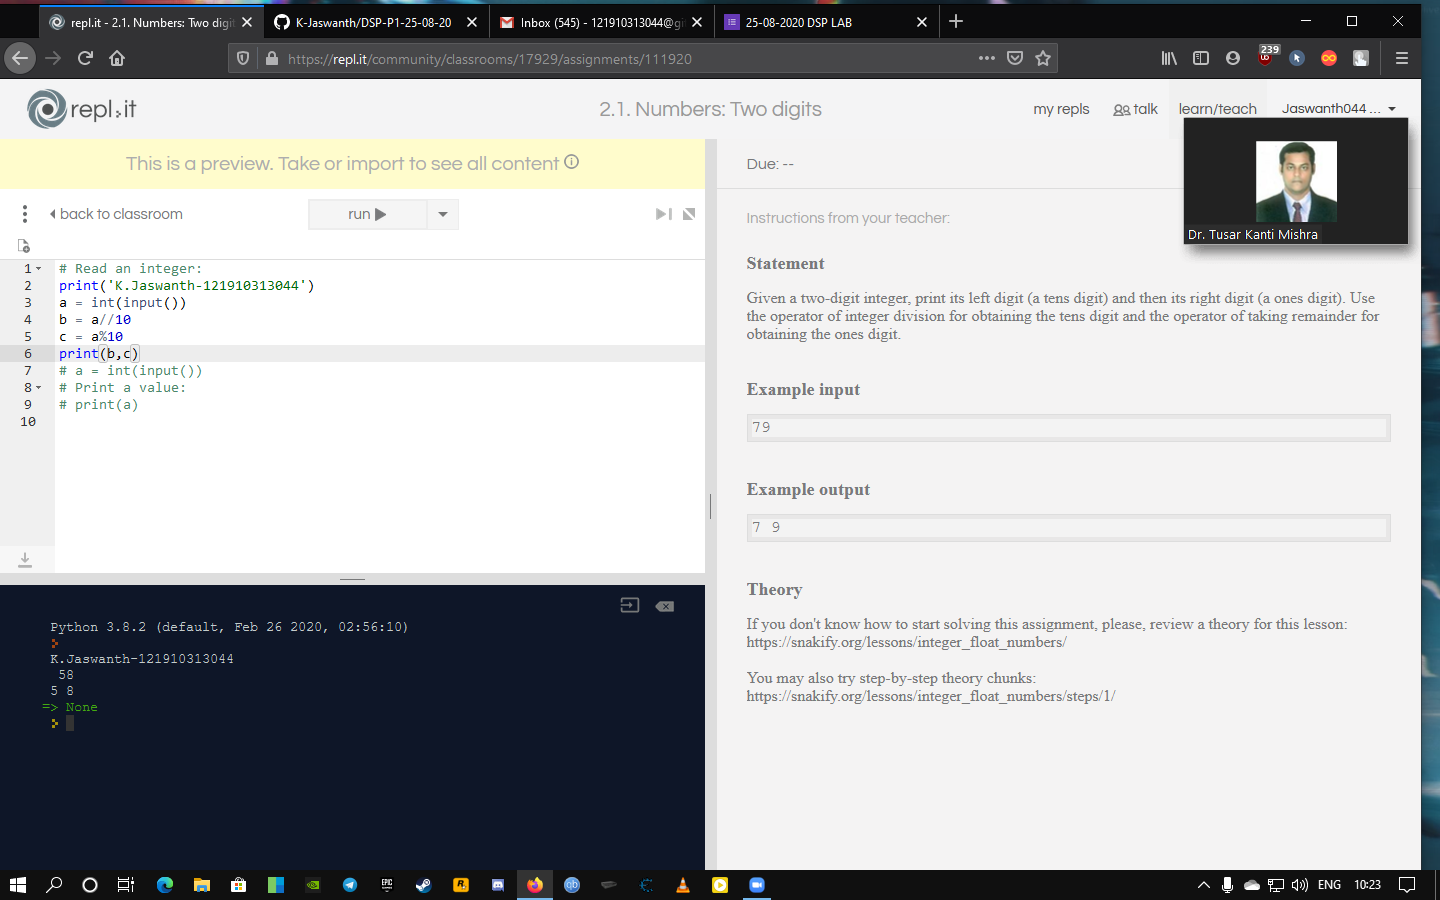 repl.it - 2.1. Numbers: Two digit
K-Jaswanth/DSP-P1-25-08-20
Inbox (545) - 121910313044@gi
25-08-2020 DSP LAB
https://repl.it/community/classrooms/17929/assignments/111920
239
repl.it
2.1. Numbers: Two digits
my repls
talk
learn/teach
Jaswanth044 ...
This is a preview. Take or import to see all content
Due: --
back to classroom
run
Instructions from your teacher:
Dr. Tusar Kanti Mishra
1 # Read an integer:
2 print('K.Jaswanth-121910313044')
3 a = int(input())
4 b = a//10
5 c = a%10
6 print(b,c)
7 # a = int(input())
8 # Print a value:
9 # print(a)
10
Statement
Given a two-digit integer, print its left digit (a tens digit) and then its right digit (a ones digit). Use
the operator of integer division for obtaining the tens digit and the operator of taking remainder for
obtaining the ones digit.
Example input
79
Example output
7 9
Theory
If you don't know how to start solving this assignment, please, review a theory for this lesson:
https://snakify.org/lessons/integer_float_numbers/
You may also try step-by-step theory chunks:
https://snakify.org/lessons/integer_float_numbers/steps/1/
Python 3.8.2 (default, Feb 26 2020, 02:56:10)
K.Jaswanth-121910313044
58
5 8
=> None
ENG
10:23